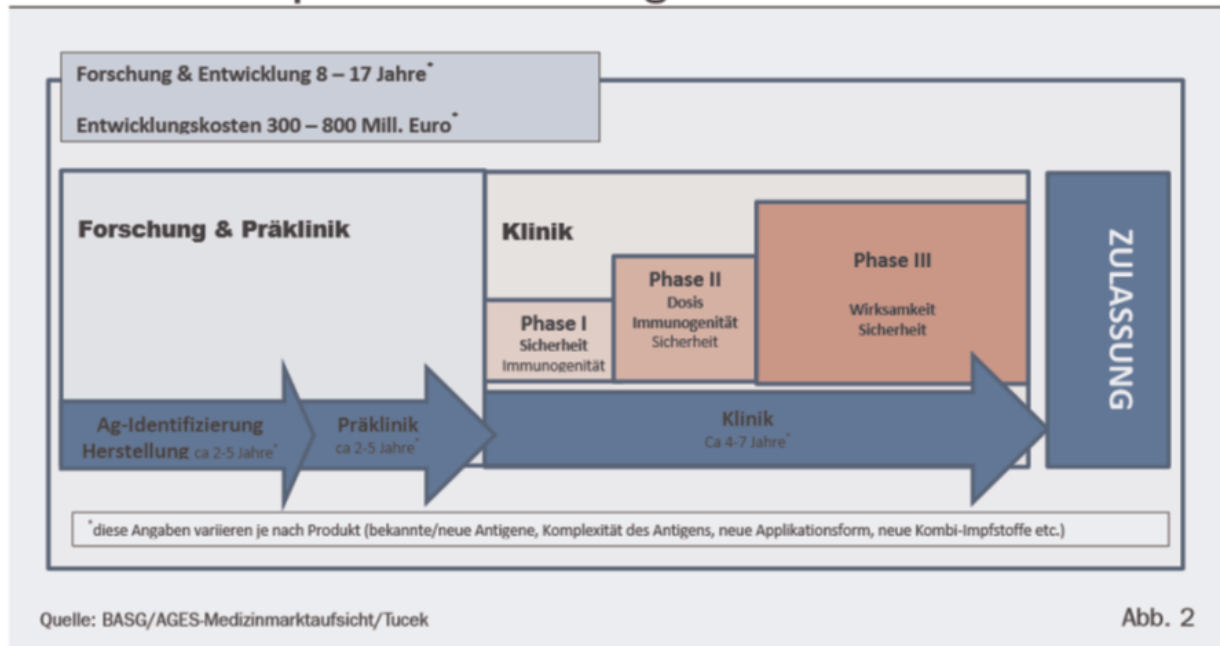 Forschung & Entwicklung 8 – 17 Jahre*
Entwicklungskosten 300 – 800 Mill. Euro*
Forschung & Präklinik
Klinik
Phase I
Sicherheit
Immunogenität
Phase II
Dosis
Immunogenität
Sicherheit
Phase III
Wirksamkeit
Sicherheit
ZULASSUNG
Ag-Identifizierung
Herstellung ca 2-5 Jahre*
Präklinik
ca 2-5 Jahre*
Klinik
Ca 4-7 Jahre*
*diese Angaben variieren je nach Produkt (bekannte/neue Antigene, Komplexität des Antigens, neue Applikationsform, neue Kombi-Impfstoffe etc.)
Quelle: BASG/AGES-Medizinmarktaufsicht/Tucek
Abb. 2